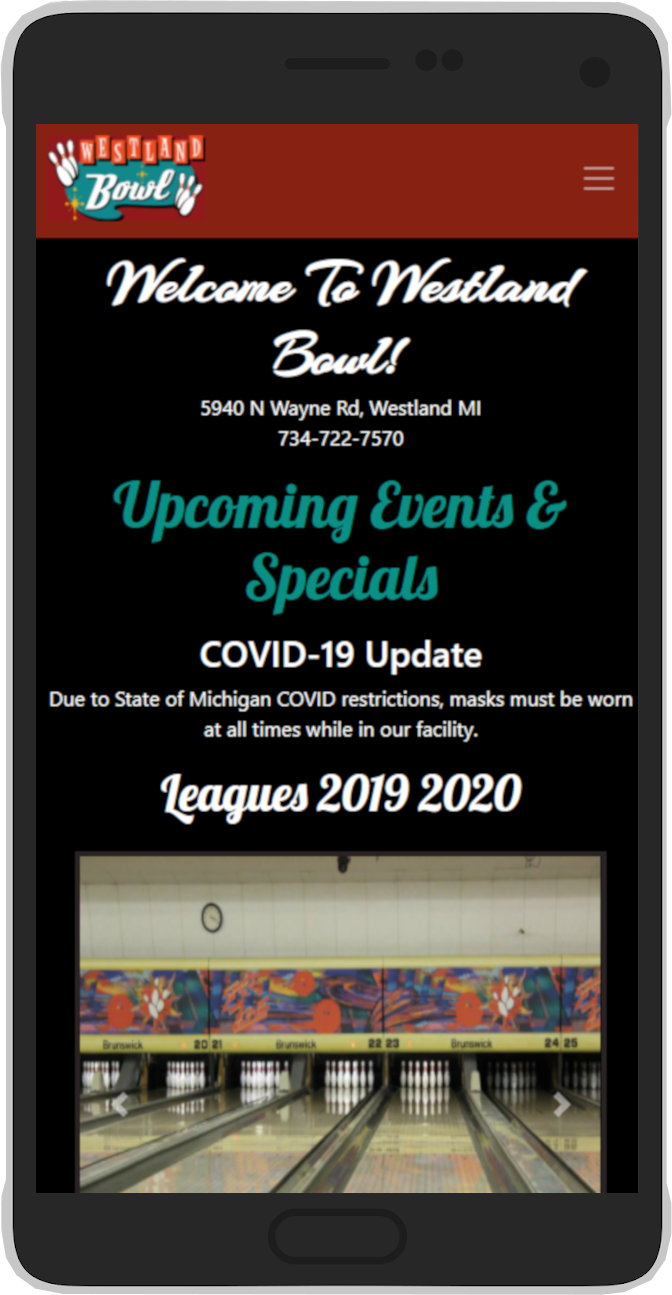 WESTLAND
Bowl
Welcome To Westland
Bowl!
5940 N Wayne Rd, Westland MI
734-722-7570
Upcoming Events &
Specials
COVID-19 Update
Due to State of Michigan COVID restrictions, masks must be worn
at all times while in our facility.
Leagues 2019 2020
Brunswick 20 21 Brunswick 22 23 Brunswick 24 25